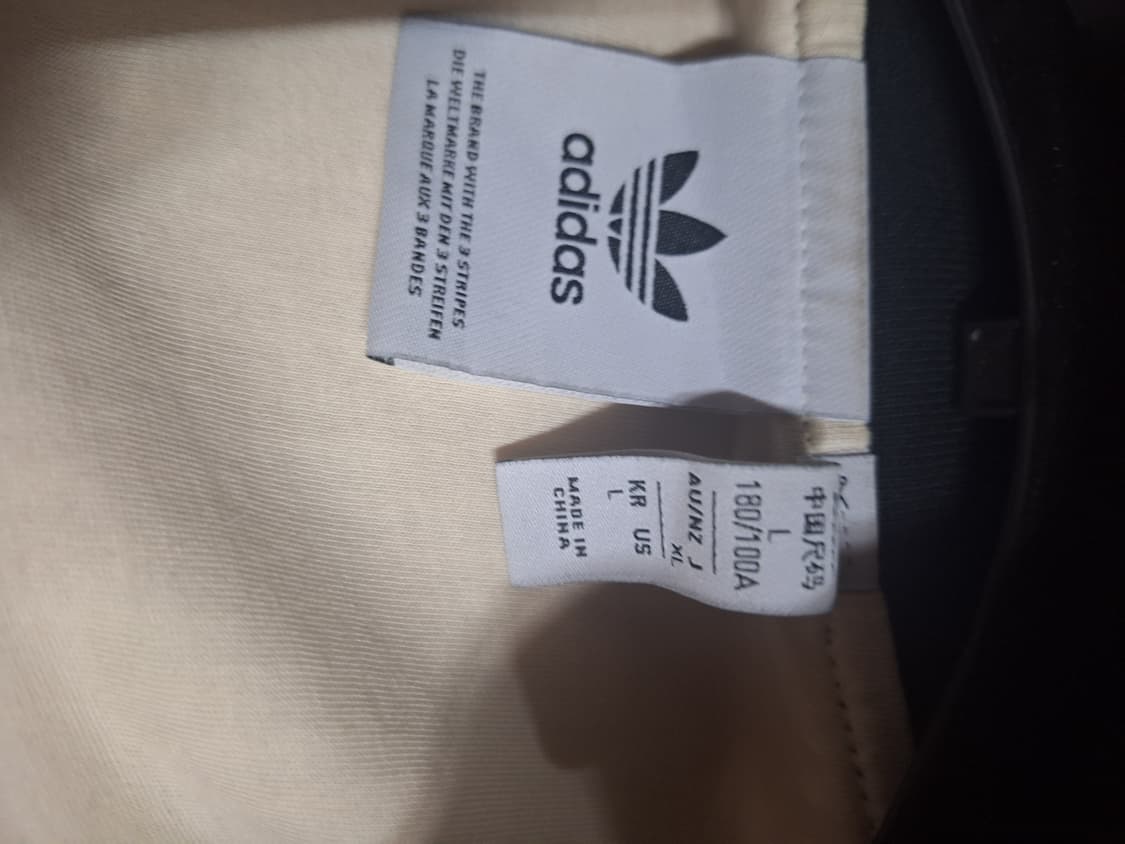 adidas
THE BRAND WITH THE 3 STRIPES
DIE WELTMARKE MIT DEN 3 STREIFEN
LA MARQUE AUX 3 BANDES
中国尺码
L
180/100A
AU/NZ J
XL
KR US
L
MADE IN
CHINA